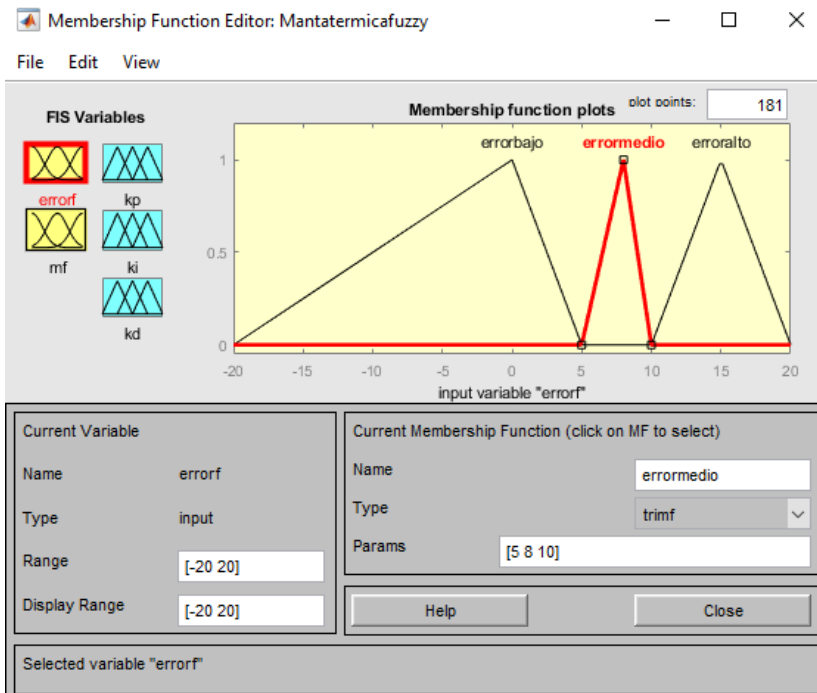 Membership Function Editor: Mantatermicafuzzy
File Edit View
FIS Variables
errorf
kp
mf
ki
kd
Membership function plots
plot points:
181
errorbajo
errormedio
erroralto
1
0.5
0
-20 -15 -10 -5 0 5 10 15 20
input variable "errorf"
Current Variable
Name errorf
Type input
Range [-20 20]
Display Range [-20 20]
Current Membership Function (click on MF to select)
Name errormedio
Type trimf
Params [5 8 10]
Help Close
Selected variable "errorf"